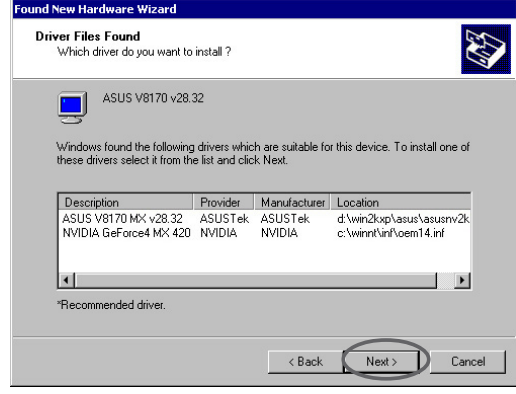 Found New Hardware Wizard
Driver Files Found
Which driver do you want to install ?
ASUS V8170 v28.32
Windows found the following drivers which are suitable for this device. To install one of
these drivers select it from the list and click Next.
Description Provider Manufacturer Location
ASUS V8170 MX v28.32 ASUSTek ASUSTek d:\win2kxp\asus\asusnv2k
NVIDIA GeForce4 MX 420 NVIDIA NVIDIA c:\winnt\inf\oem14.inf
*Recommended driver.
< Back Next > Cancel